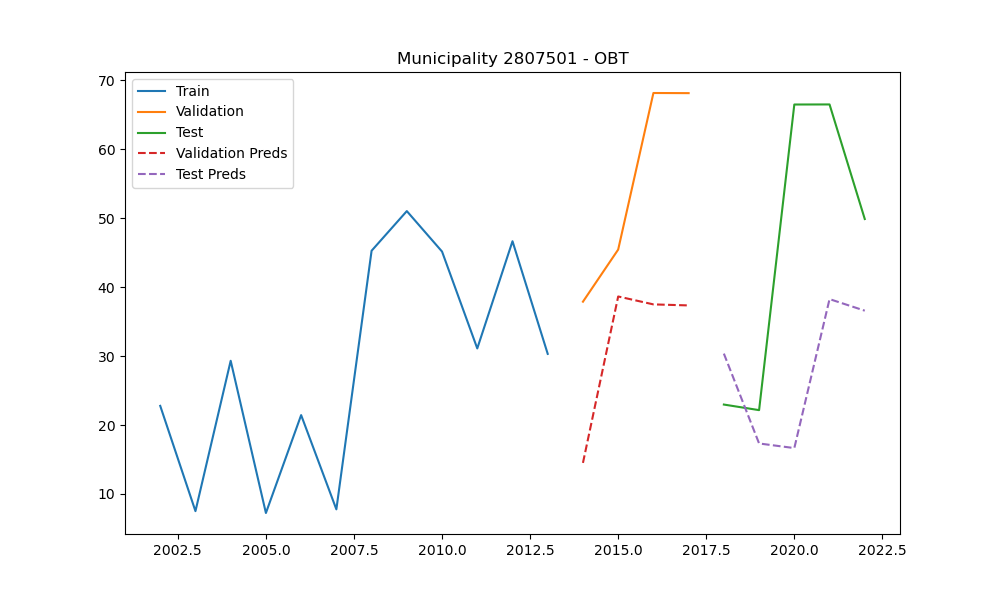 Municipality 2807501 - OBT
Train
Validation
Test
Validation Preds
Test Preds
70
60
50
40
30
20
10
2002.5 2005.0 2007.5 2010.0 2012.5 2015.0 2017.5 2020.0 2022.5